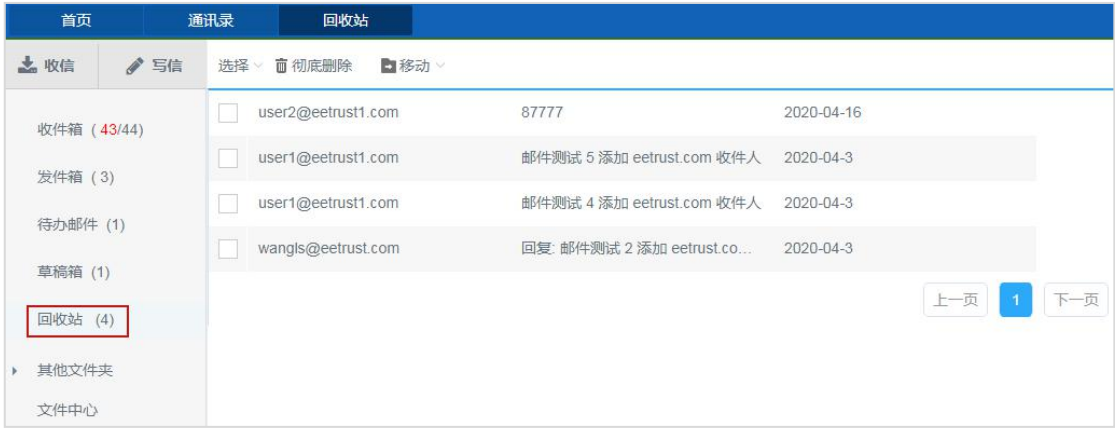 首页 通讯录 回收站
收信 写信 选择 彻底删除 移动
收件箱 ( 43/44)
发件箱 ( 3)
待办邮件 (1)
草稿箱 (1)
回收站 (4)
其他文件夹
文件中心
user2@eetrust1.com 87777 2020-04-16
user1@eetrust1.com 邮件测试 5 添加 eetrust.com 收件人 2020-04-3
user1@eetrust1.com 邮件测试 4 添加 eetrust.com 收件人 2020-04-3
wangls@eetrust.com 回复: 邮件测试 2 添加 eetrust.co... 2020-04-3
上一页 1 下一页